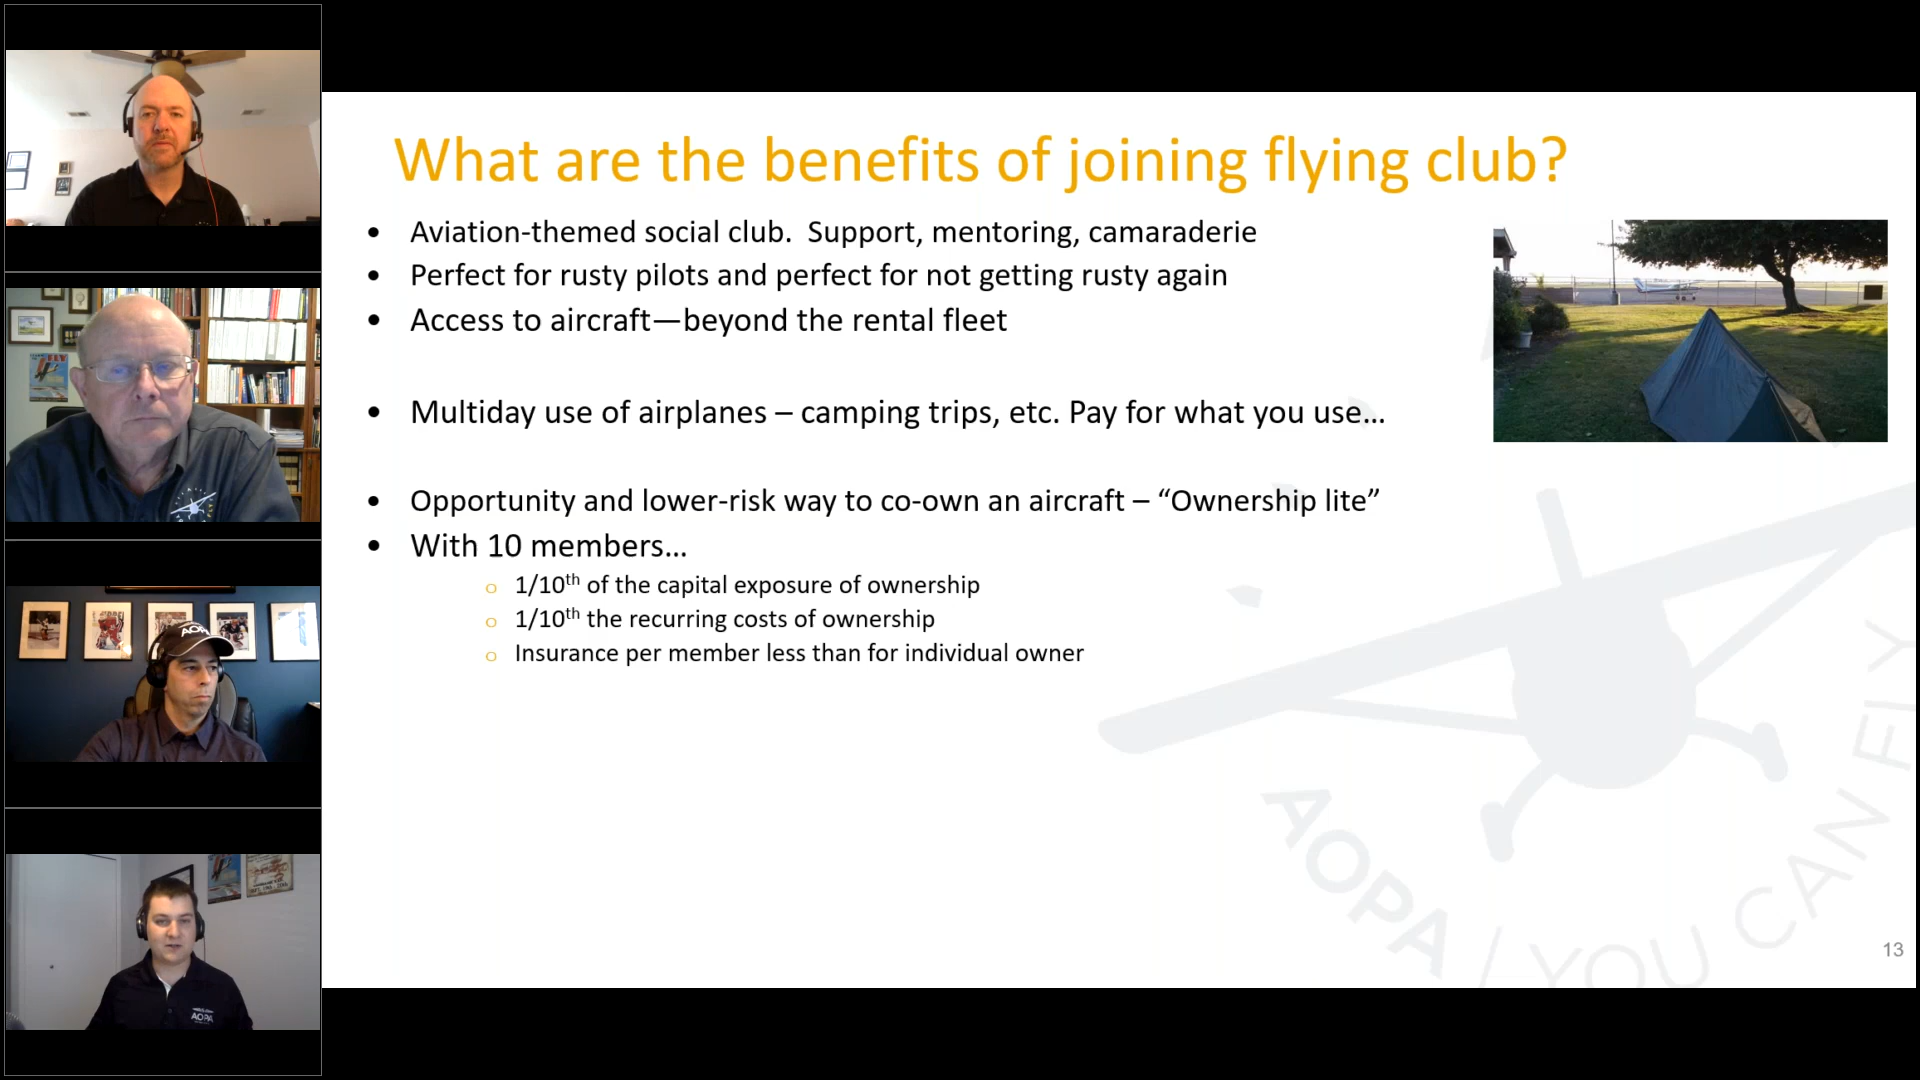 What are the benefits of joining flying club?
• Aviation-themed social club.  Support, mentoring, camaraderie
• Perfect for rusty pilots and perfect for not getting rusty again
• Access to aircraft—beyond the rental fleet
• Multiday use of airplanes – camping trips, etc. Pay for what you use…
• Opportunity and lower-risk way to co-own an aircraft – “Ownership lite”
• With 10 members…
o 1/10th of the capital exposure of ownership
o 1/10th the recurring costs of ownership
o Insurance per member less than for individual owner
AOPA | YOU CAN FLY
13
FLY
AOPA
AOPA